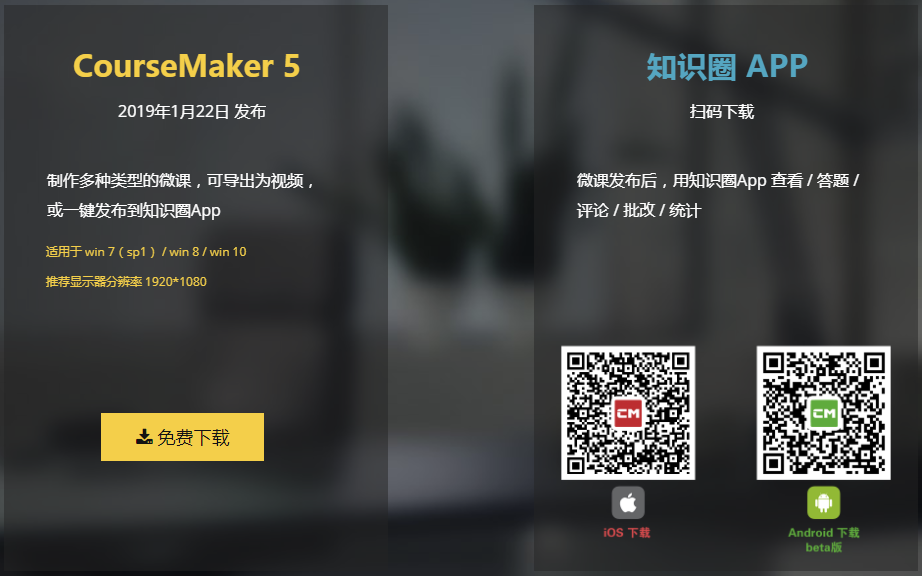 CourseMaker 5
2019年1月22日 发布
制作多种类型的微课，可导出为视频，
或一键发布到知识圈App
适用于 win 7（sp1） / win 8 / win 10
推荐显示器分辨率 1920*1080
免费下载
知识圈 APP
扫码下载
微课发布后，用知识圈App 查看 / 答题 /
评论 / 批改 / 统计
CM
CM
iOS 下载
Android 下载
beta版